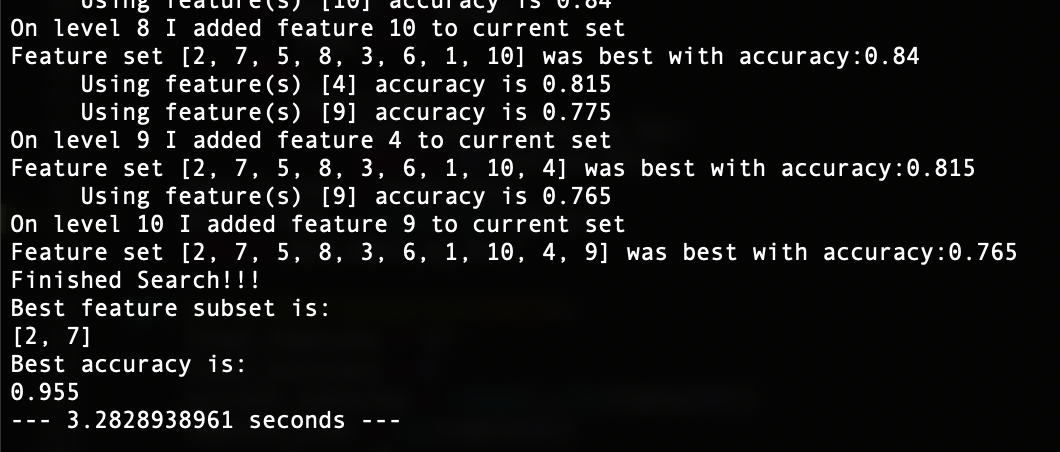 Using feature(s) [10] accuracy is 0.84
On level 8 I added feature 10 to current set
Feature set [2, 7, 5, 8, 3, 6, 1, 10] was best with accuracy:0.84
Using feature(s) [4] accuracy is 0.815
Using feature(s) [9] accuracy is 0.775
On level 9 I added feature 4 to current set
Feature set [2, 7, 5, 8, 3, 6, 1, 10, 4] was best with accuracy:0.815
Using feature(s) [9] accuracy is 0.765
On level 10 I added feature 9 to current set
Feature set [2, 7, 5, 8, 3, 6, 1, 10, 4, 9] was best with accuracy:0.765
Finished Search!!!
Best feature subset is:
[2, 7]
Best accuracy is:
0.955
--- 3.2828938961 seconds ---